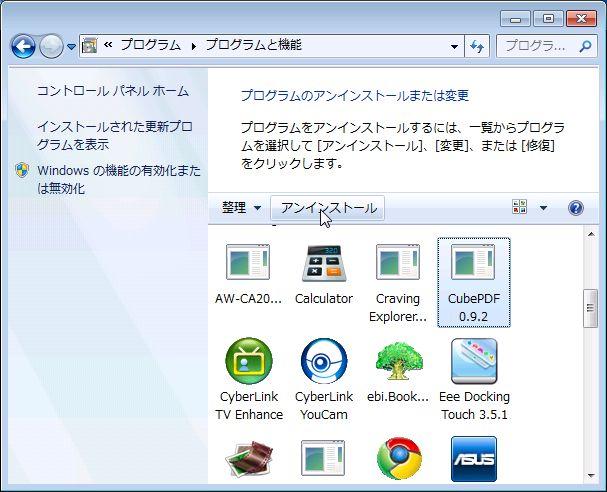 « プログラム ▶ プログラムと機能
プログラ...
コントロール パネル ホーム
インストールされた更新プロ
グラムを表示
Windows の機能の有効化また
は無効化
プログラムのアンインストールまたは変更
プログラムをアンインストールするには、一覧からプログラ
ムを選択して [アンインストール]、[変更]、または [修復]
をクリックします。
整理 アンインストール
AW-CA20... Calculator Craving CubePDF
Explorer... 0.9.2
CyberLink CyberLink ebi.Book... Eee Docking
TV Enhance YouCam Touch 3.5.1
ASUS